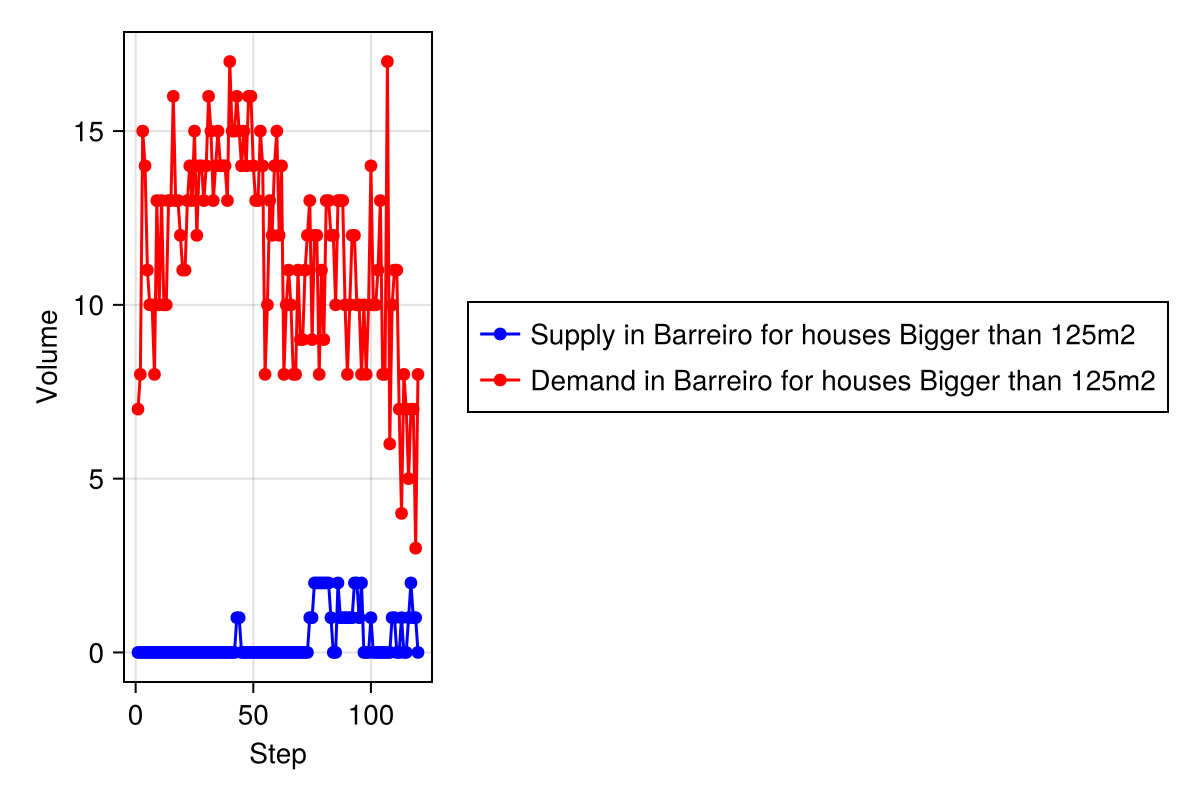 Volume
15
10
5
0
0 50 100
Step
Supply in Barreiro for houses Bigger than 125m2
Demand in Barreiro for houses Bigger than 125m2